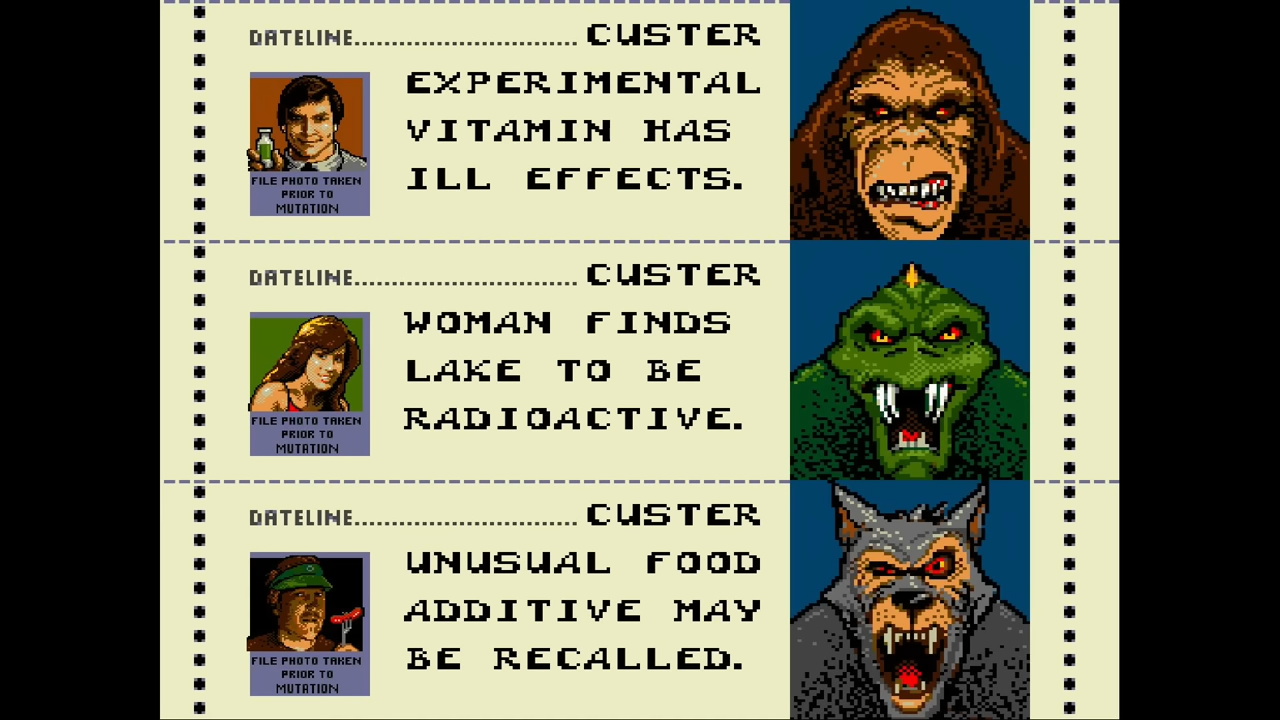 DATELINE............................. CUSTER
EXPERIMENTAL
VITAMIN HAS
ILL EFFECTS.
FILE PHOTO TAKEN
PRIOR TO
MUTATION
DATELINE............................. CUSTER
WOMAN FINDS
LAKE TO BE
RADIOACTIVE.
FILE PHOTO TAKEN
PRIOR TO
MUTATION
DATELINE............................. CUSTER
UNUSUAL FOOD
ADDITIVE MAY
BE RECALLED.
FILE PHOTO TAKEN
PRIOR TO
MUTATION